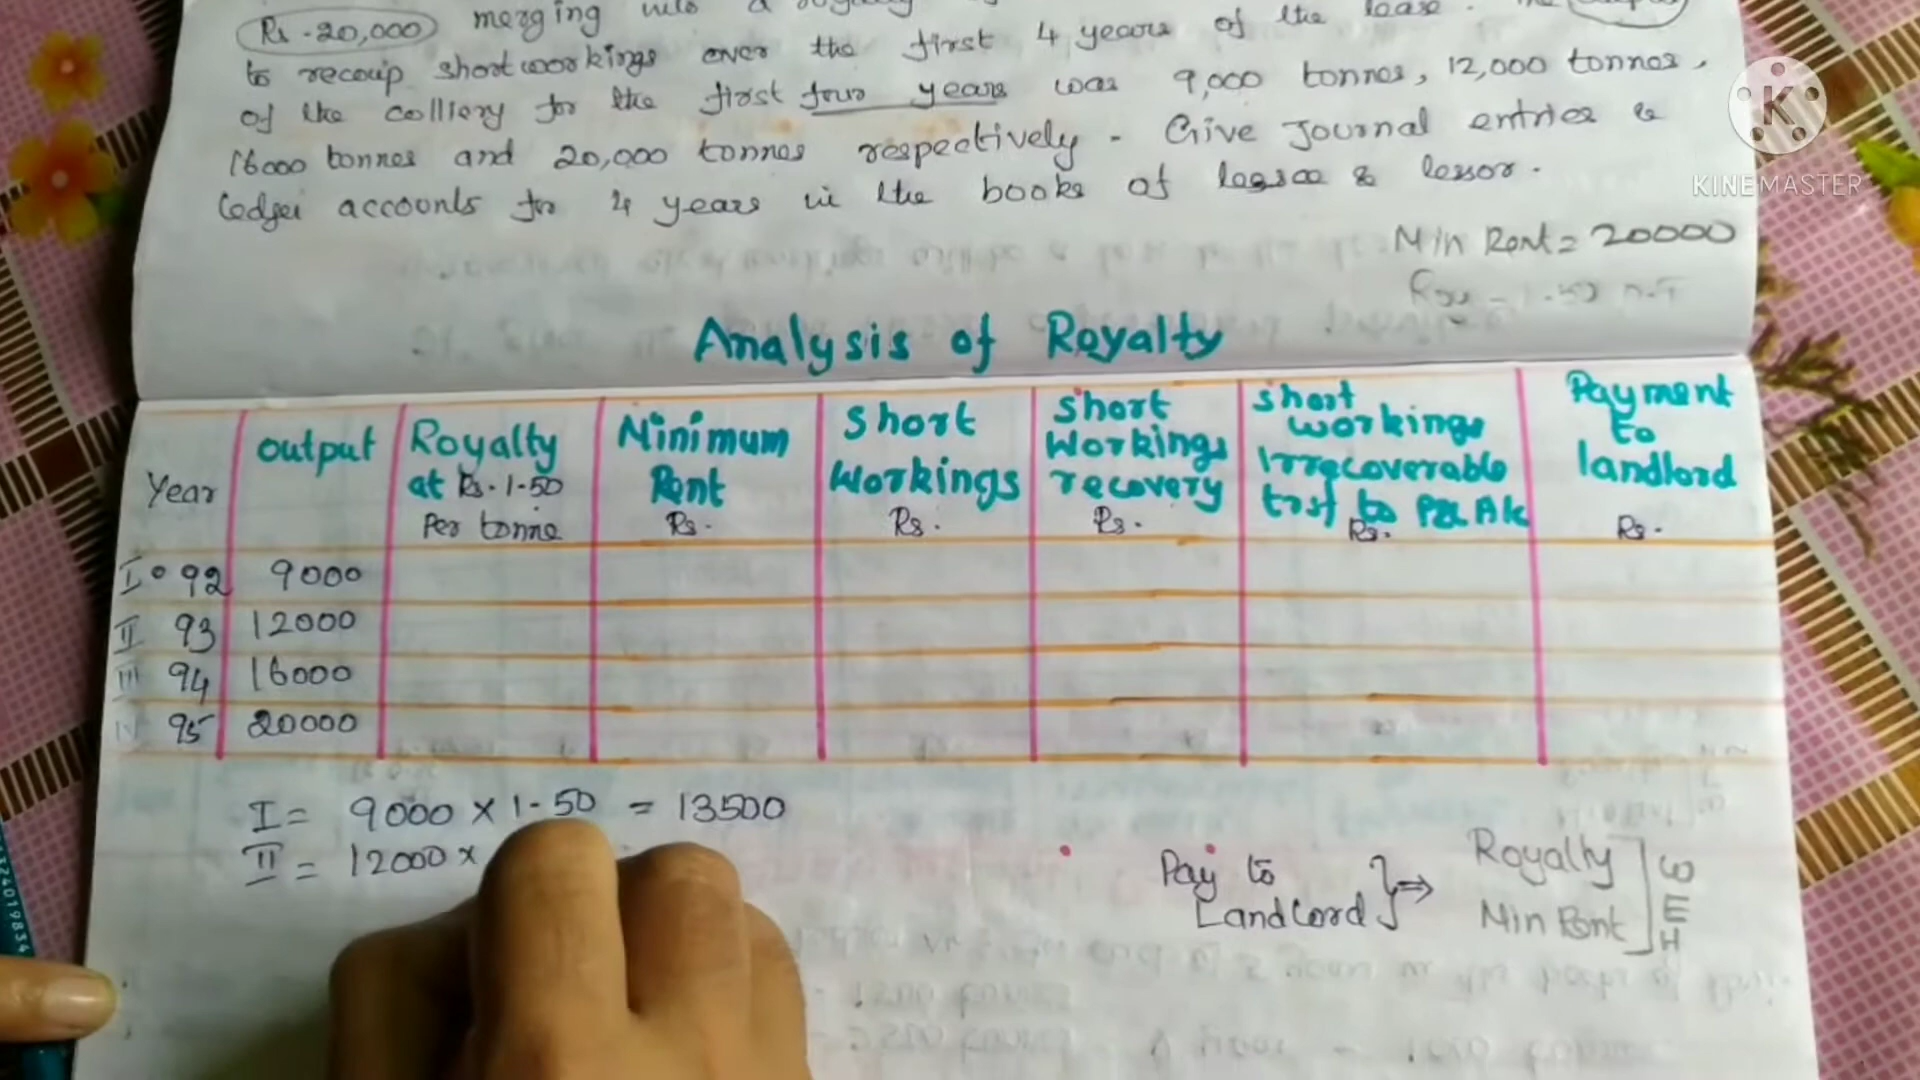 Rs -20,000 merging into a
to recoup shortworkings over the first 4 years of the lease. The
of the colliery for the first four years was 9,000 tonnes, 12,000 tonnes,
16000 tonnes and 20,000 tonnes respectively - Give Journal entries &
Ledger accounts for 4 years in the books of lessee & lessor.
Min Rent = 20000
KINEMASTER
Analysis of Royalty
Year output Royalty at Rs. 1-50 Per tonne Minimum Rent Rs. Short Workings Rs. Short Workings recovery Rs. Short workings Irrecoverable trsf to P&L A/c Rs. Payment to landlord Rs.
I 92 9000
II 93 12000
III 94 16000
IV 95 20000
I = 9000 × 1-50 = 13500
II = 12000 ×
Pay to Landlord } ⇒ Royalty
Min Rent